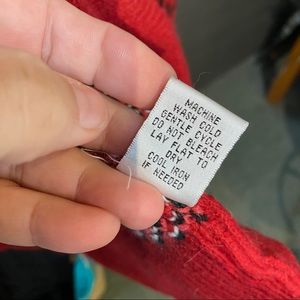 MACHINE
WASH COLD
GENTLE CYCLE
DO NOT BLEACH
LAY FLAT TO
DRY
COOL IRON
IF NEEDED